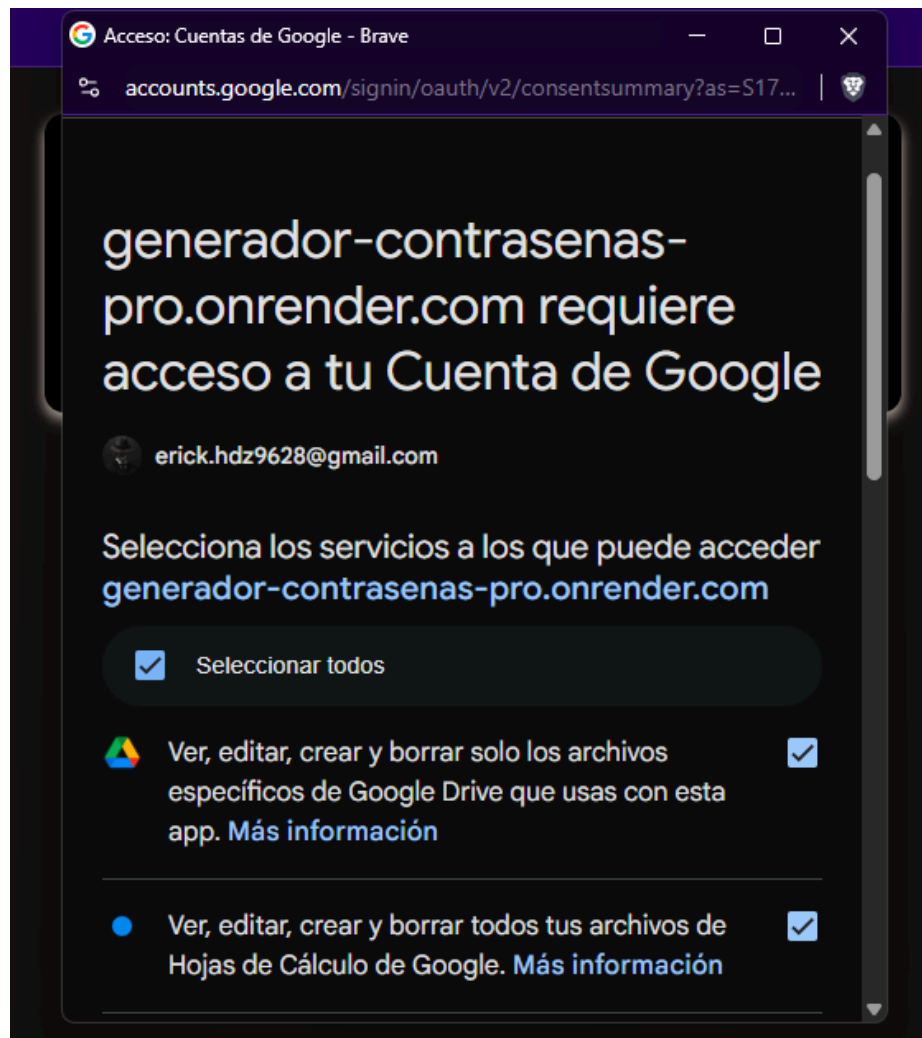 Acceso: Cuentas de Google - Brave
accounts.google.com/signin/oauth/v2/consentsummary?as=S17...
generador-contrasenas-
pro.onrender.com requiere
acceso a tu Cuenta de Google
erick.hdz9628@gmail.com
Selecciona los servicios a los que puede acceder
generador-contrasenas-pro.onrender.com
Seleccionar todos
Ver, editar, crear y borrar solo los archivos
específicos de Google Drive que usas con esta
app. Más información
Ver, editar, crear y borrar todos tus archivos de
Hojas de Cálculo de Google. Más información